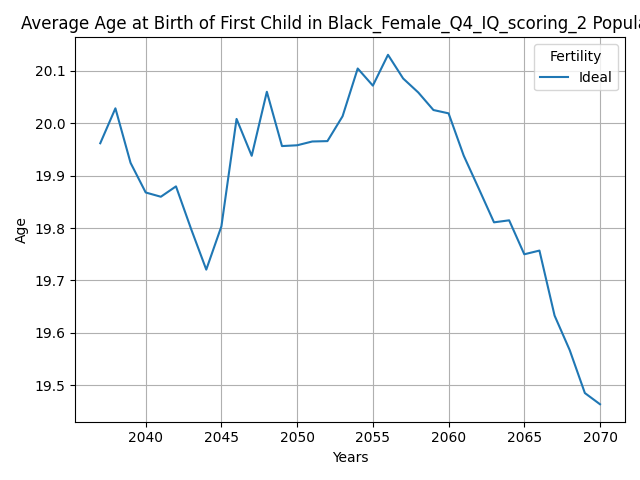 Average Age at Birth of First Child in Black_Female_Q4_IQ_scoring_2 Popula
Fertility
Ideal
20.1
20.0
19.9
19.8
19.7
19.6
19.5
Age
2040 2045 2050 2055 2060 2065 2070
Years